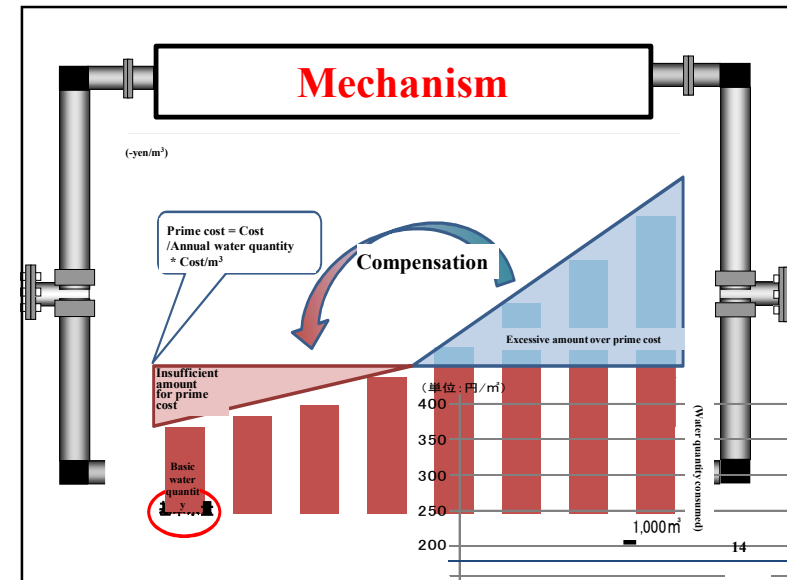 Mechanism
(-yen/m³)
Prime cost = Cost
/Annual water quantity
* Cost/m³
Compensation
Excessive amount over prime cost
Insufficient
amount
for prime
cost
(単位:円/㎥)
400
350
300
250
200
(Water quantity consumed)
Basic
water
quantit
y
1,000㎥
14